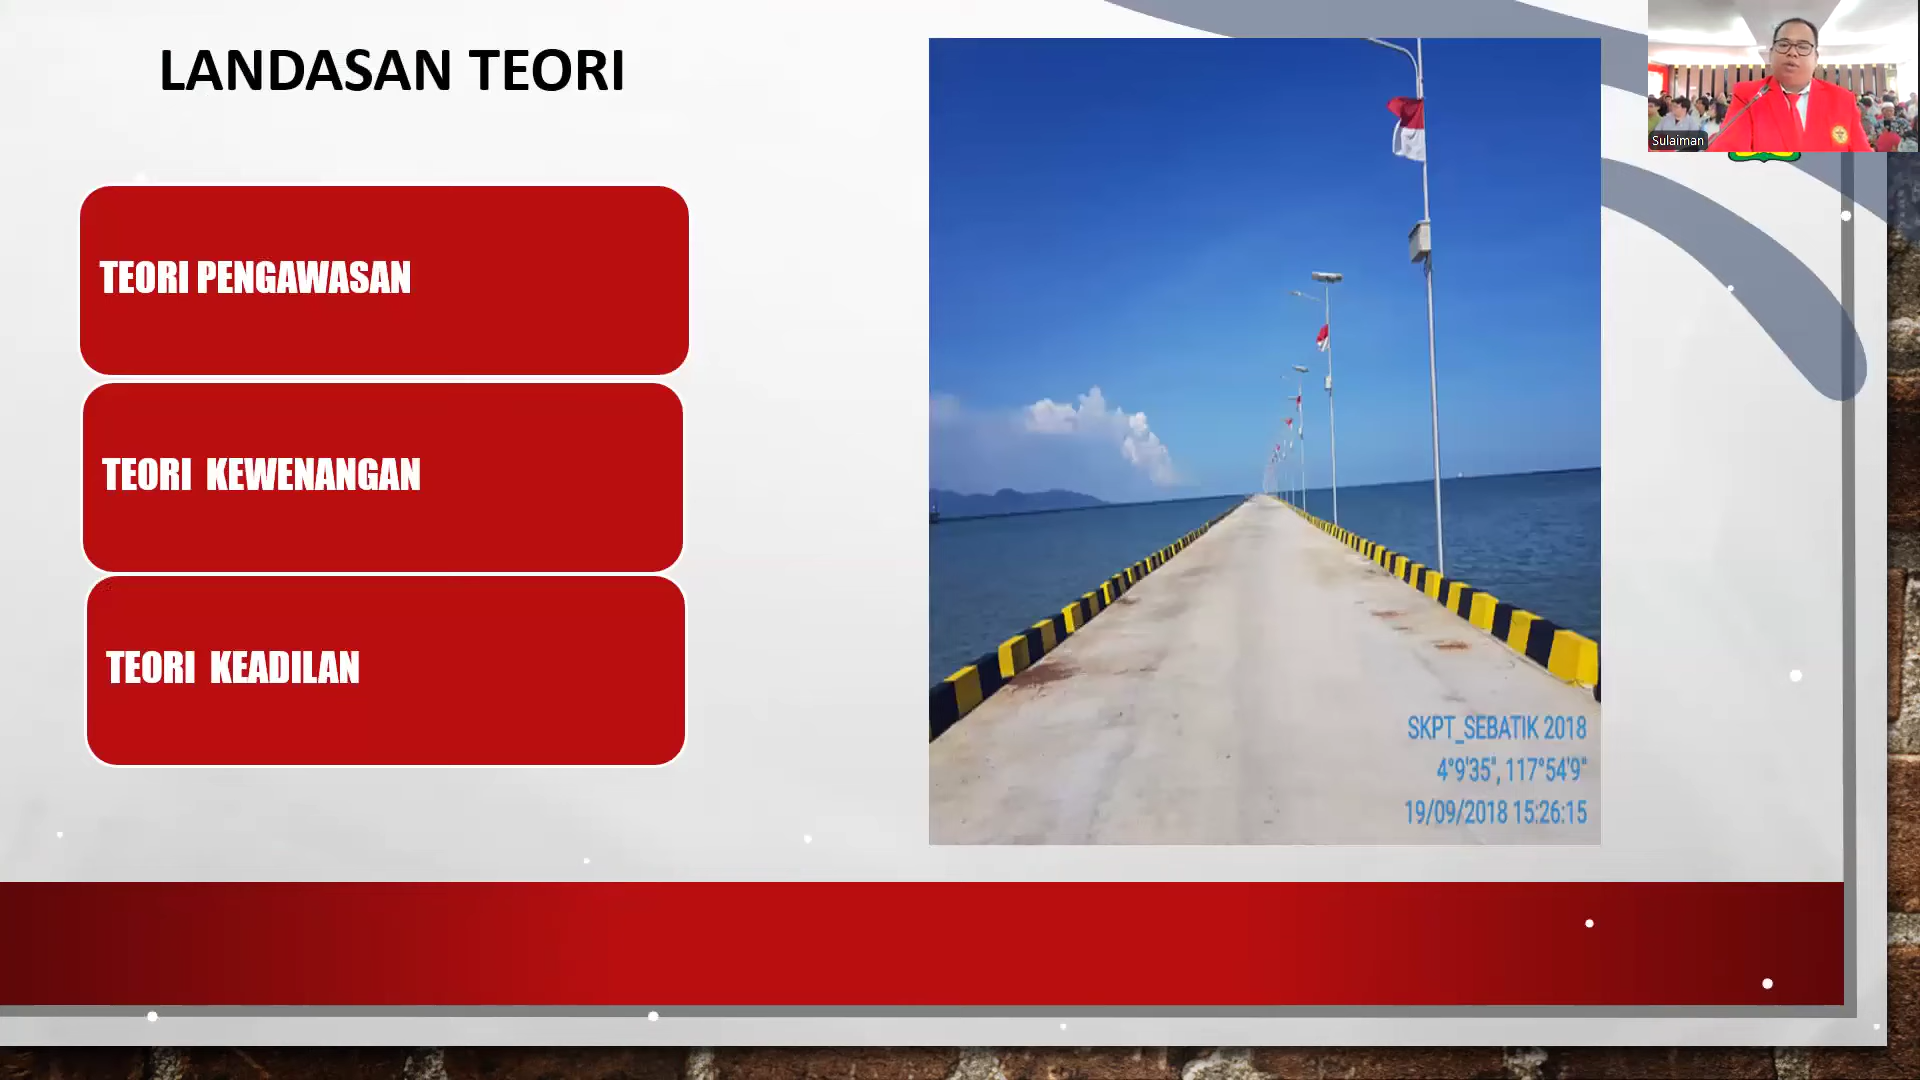 LANDASAN TEORI
TEORI PENGAWASAN
TEORI KEWENANGAN
TEORI KEADILAN
SKPT_SEBATIK 2018
4°9'35", 117°54'9"
19/09/2018 15:26:15
Sulaiman